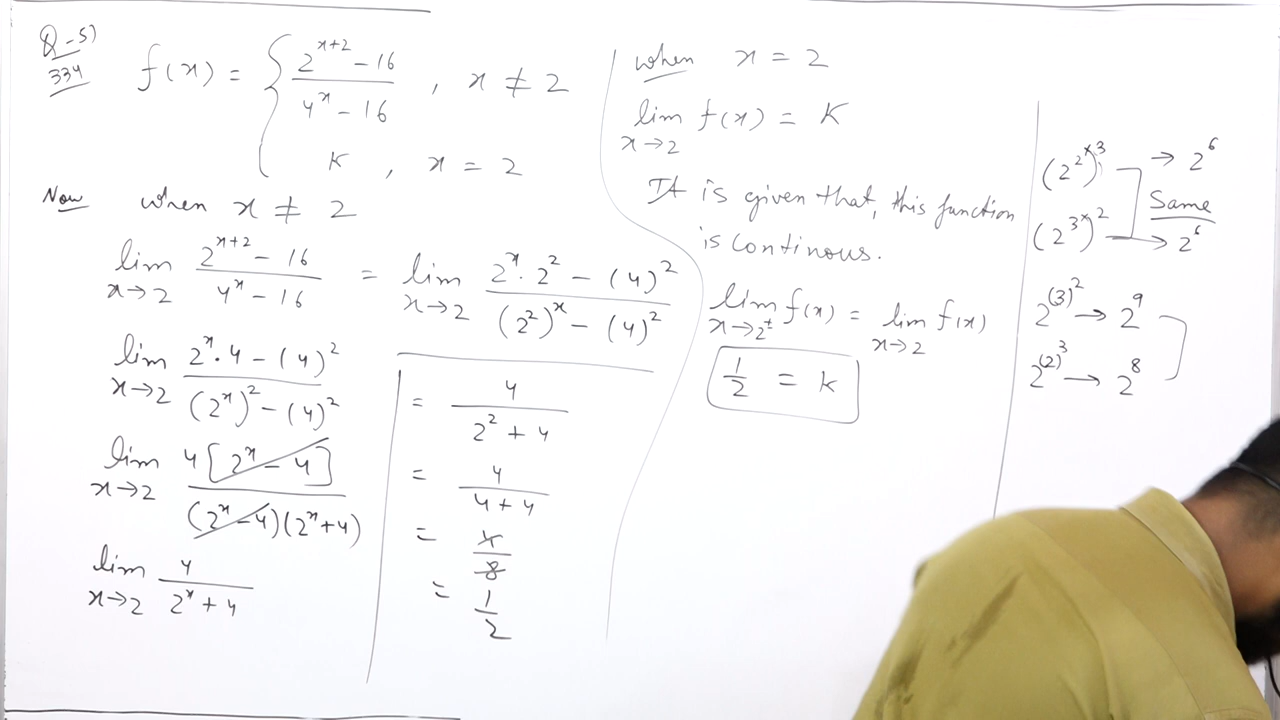 Q-5)
334
f(x) = { (2^(x+2) - 16)/(4^x - 16) , x ≠ 2
K , x = 2
Now when x ≠ 2
lim x→2 (2^(x+2) - 16)/(4^x - 16) = lim x→2 (2^x · 2^2 - (4)^2)/((2^2)^x - (4)^2)
lim x→2 (2^x · 4 - (4)^2)/((2^x)^2 - (4)^2)
lim x→2 4[2^x - 4]/((2^x - 4)(2^x + 4))
lim x→2 4/(2^x + 4)
= 4/(2^2 + 4)
= 4/(4 + 4)
= 4/8
= 1/2
when x = 2
lim x→2 f(x) = K
It is given that, this function
is continous.
lim x→2^± f(x) = lim x→2 f(x)
1/2 = k
(2^2)^×3 → 2^6
Same
(2^3)^×2 → 2^6
2^(3)^2 → 2^9
2^(2)^3 → 2^8